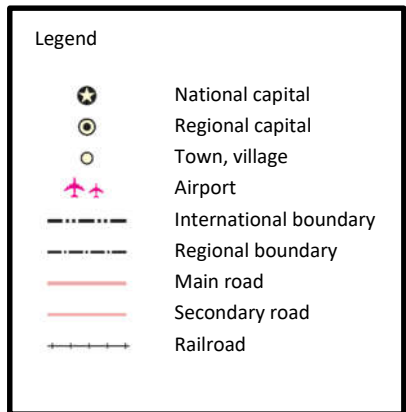 Legend
National capital
Regional capital
Town, village
Airport
International boundary
Regional boundary
Main road
Secondary road
Railroad